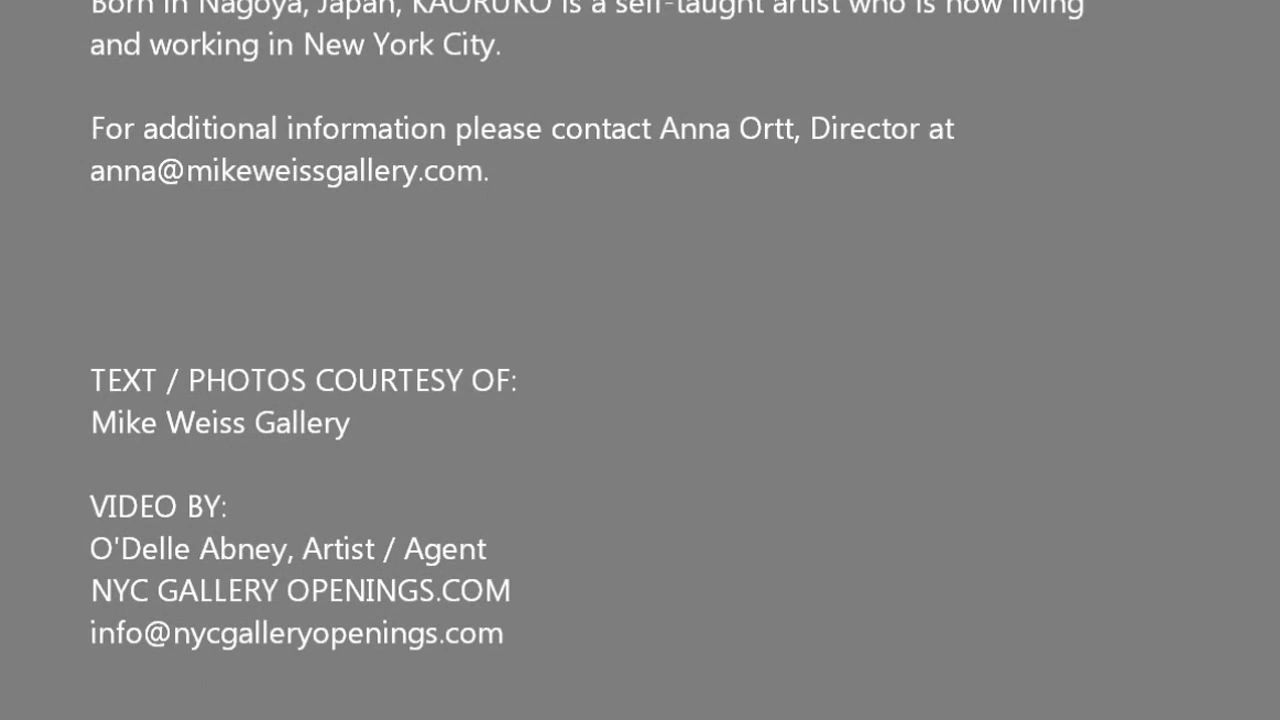 Born in Nagoya, Japan, KAORUKO is a self-taught artist who is now living
and working in New York City.
For additional information please contact Anna Ortt, Director at
anna@mikeweissgallery.com.
TEXT / PHOTOS COURTESY OF:
Mike Weiss Gallery
VIDEO BY:
O'Delle Abney, Artist / Agent
NYC GALLERY OPENINGS.COM
info@nycgalleryopenings.com